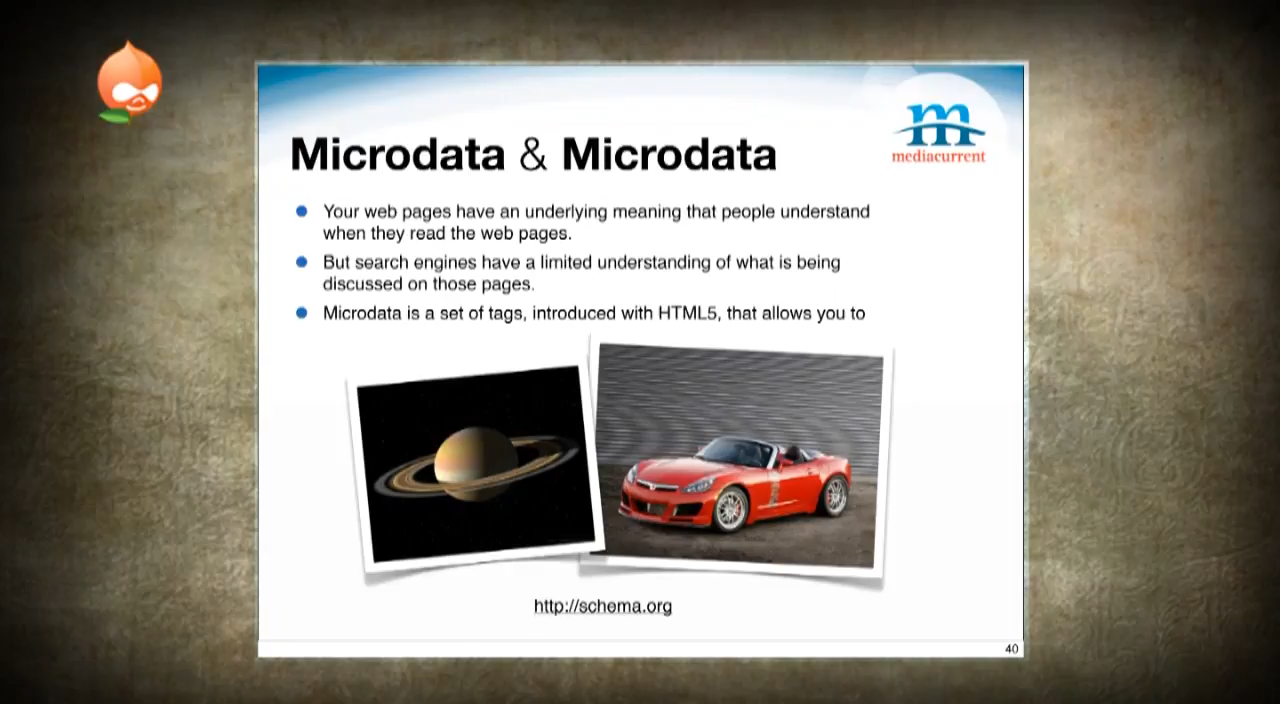 Microdata & Microdata
m
mediacurrent
Your web pages have an underlying meaning that people understand
when they read the web pages.
But search engines have a limited understanding of what is being
discussed on those pages.
Microdata is a set of tags, introduced with HTML5, that allows you to
http://schema.org
40